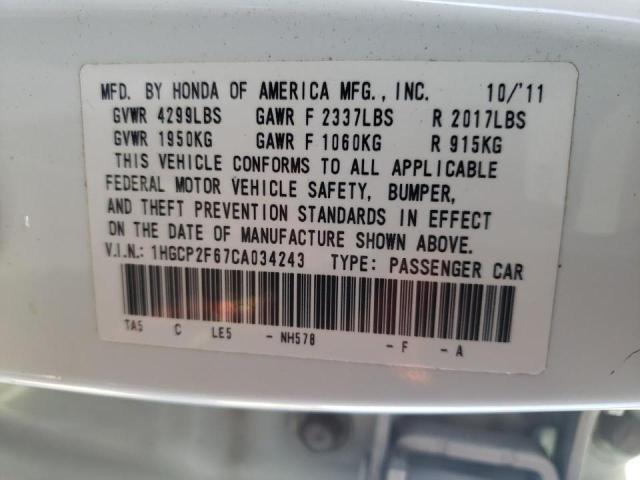 MFD. BY HONDA OF AMERICA MFG., INC. 10/'11
GVWR 4299LBS GAWR F 2337LBS R 2017LBS
GVWR 1950KG GAWR F 1060KG R 915KG
THIS VEHICLE CONFORMS TO ALL APPLICABLE
FEDERAL MOTOR VEHICLE SAFETY, BUMPER,
AND THEFT PREVENTION STANDARDS IN EFFECT
ON THE DATE OF MANUFACTURE SHOWN ABOVE.
V.I.N.: 1HGCP2F67CA034243 TYPE: PASSENGER CAR
TA5 C LE5 - NH578 - F - A